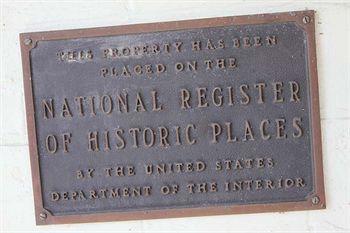 THIS PROPERTY HAS BEEN
PLACED ON THE
NATIONAL REGISTER
OF HISTORIC PLACES
BY THE UNITED STATES
DEPARTMENT OF THE INTERIOR